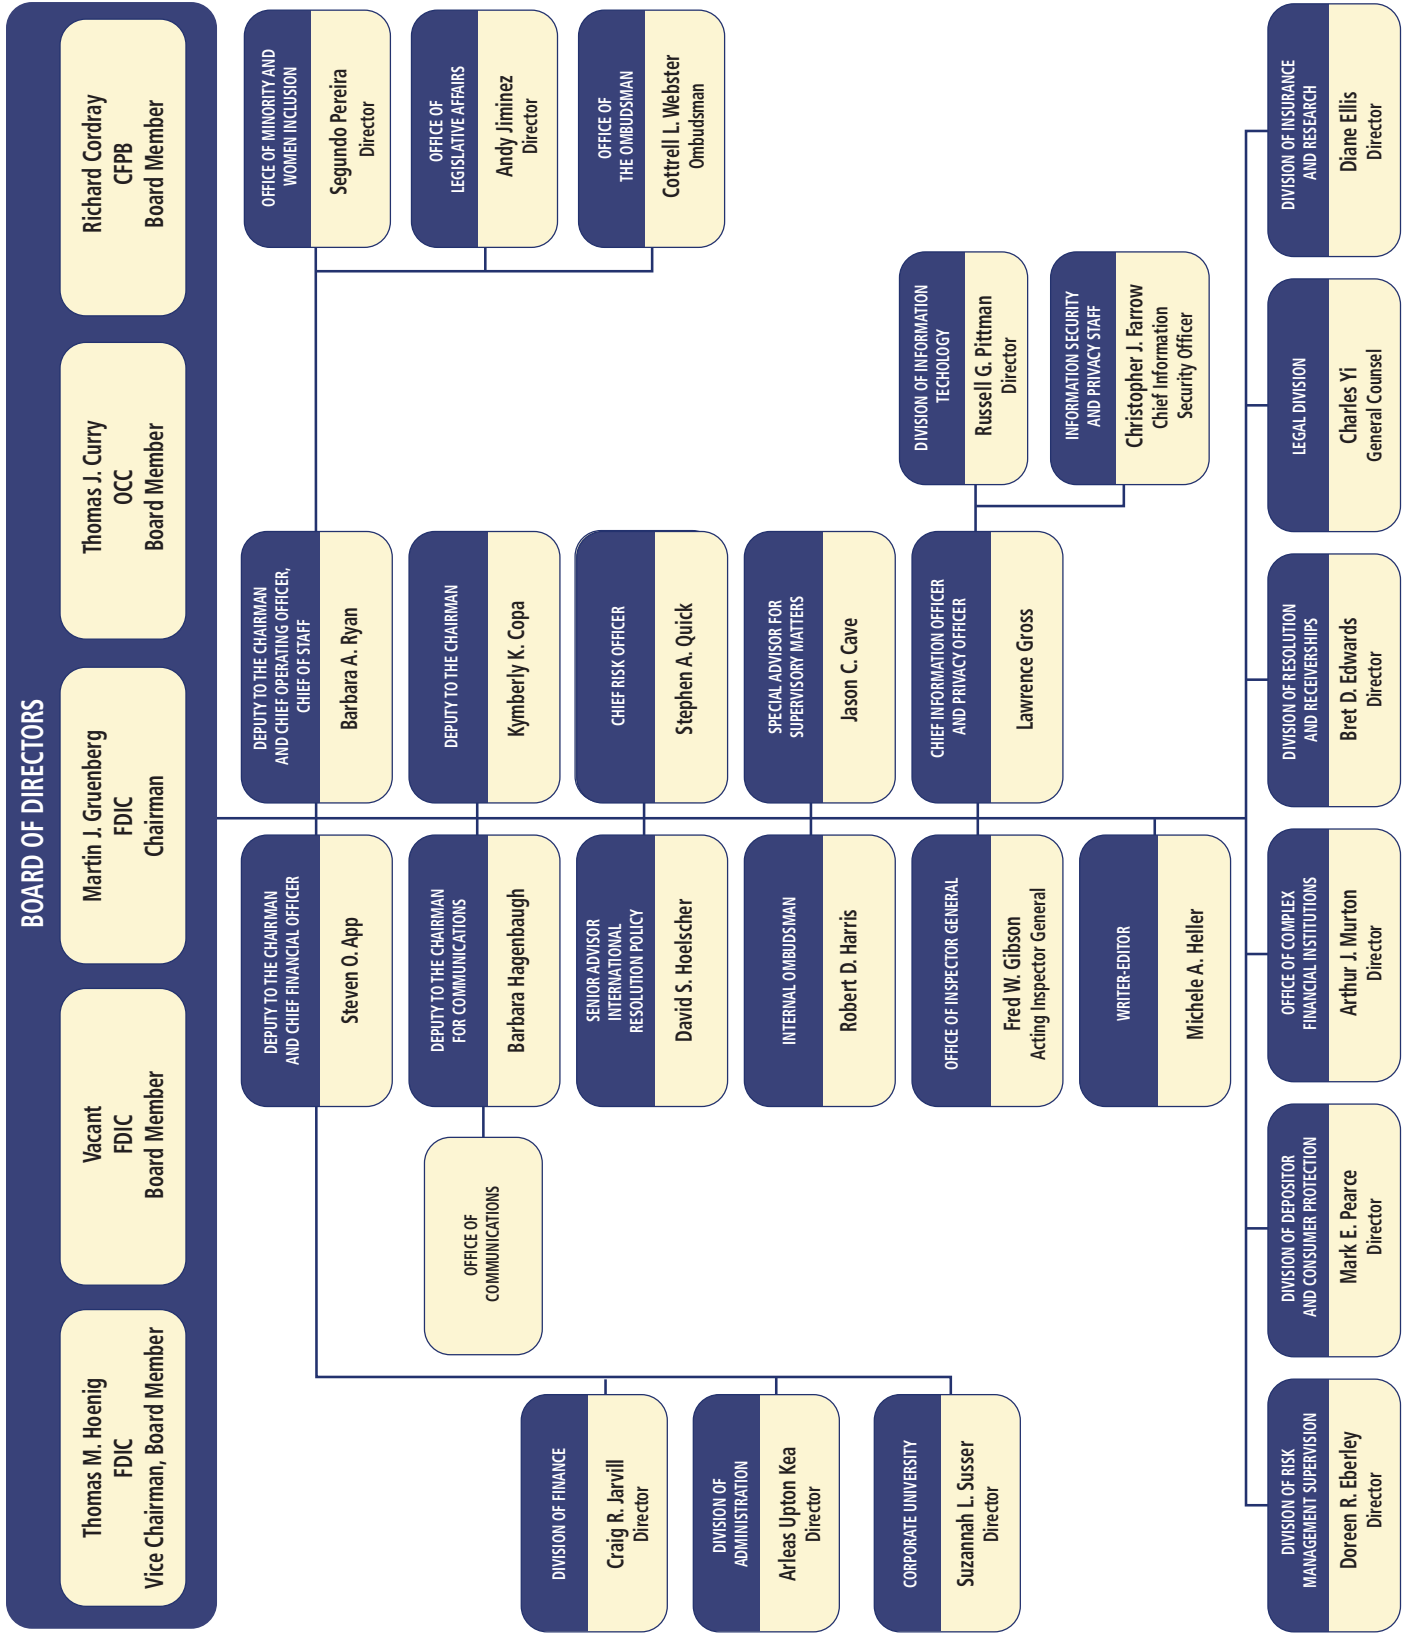 BOARD OF DIRECTORS
Thomas M. Hoenig
FDIC
Vice Chairman, Board Member
Vacant
FDIC
Board Member
Martin J. Gruenberg
FDIC
Chairman
Thomas J. Curry
OCC
Board Member
Richard Cordray
CFPB
Board Member
DEPUTY TO THE CHAIRMAN
AND CHIEF FINANCIAL OFFICER
Steven O. App
DEPUTY TO THE CHAIRMAN
AND CHIEF OPERATING OFFICER,
CHIEF OF STAFF
Barbara A. Ryan
OFFICE OF MINORITY AND
WOMEN INCLUSION
Segundo Pereira
Director
OFFICE OF
COMMUNICATIONS
DEPUTY TO THE CHAIRMAN
FOR COMMUNICATIONS
Barbara Hagenbaugh
DEPUTY TO THE CHAIRMAN
Kymberly K. Copa
OFFICE OF
LEGISLATIVE AFFAIRS
Andy Jiminez
Director
DIVISION OF FINANCE
Craig R. Jarvill
Director
SENIOR ADVISOR
INTERNATIONAL
RESOLUTION POLICY
David S. Hoelscher
CHIEF RISK OFFICER
Stephen A. Quick
OFFICE OF
THE OMBUDSMAN
Cottrell L. Webster
Ombudsman
DIVISION OF
ADMINISTRATION
Arleas Upton Kea
Director
INTERNAL OMBUDSMAN
Robert D. Harris
SPECIAL ADVISOR FOR
SUPERVISORY MATTERS
Jason C. Cave
CORPORATE UNIVERSITY
Suzannah L. Susser
Director
OFFICE OF INSPECTOR GENERAL
Fred W. Gibson
Acting Inspector General
CHIEF INFORMATION OFFICER
AND PRIVACY OFFICER
Lawrence Gross
DIVISION OF INFORMATION
TECHOLOGY
Russell G. Pittman
Director
WRITER-EDITOR
Michele A. Heller
INFORMATION SECURITY
AND PRIVACY STAFF
Christopher J. Farrow
Chief Information
Security Officer
DIVISION OF RISK
MANAGEMENT SUPERVISION
Doreen R. Eberley
Director
DIVISION OF DEPOSITOR
AND CONSUMER PROTECTION
Mark E. Pearce
Director
OFFICE OF COMPLEX
FINANCIAL INSTITUTIONS
Arthur J. Murton
Director
DIVISION OF RESOLUTION
AND RECEIVERSHIPS
Bret D. Edwards
Director
LEGAL DIVISION
Charles Yi
General Counsel
DIVISION OF INSURANCE
AND RESEARCH
Diane Ellis
Director